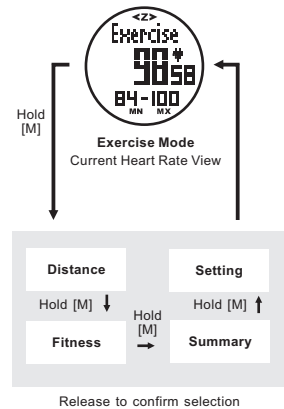 <Z>
Exercise
98 58
84-100
MN MX
Hold
[M]
Exercise Mode
Current Heart Rate View
Distance
Setting
Hold [M]
Hold
[M]
Hold [M]
Fitness
Summary
Release to confirm selection